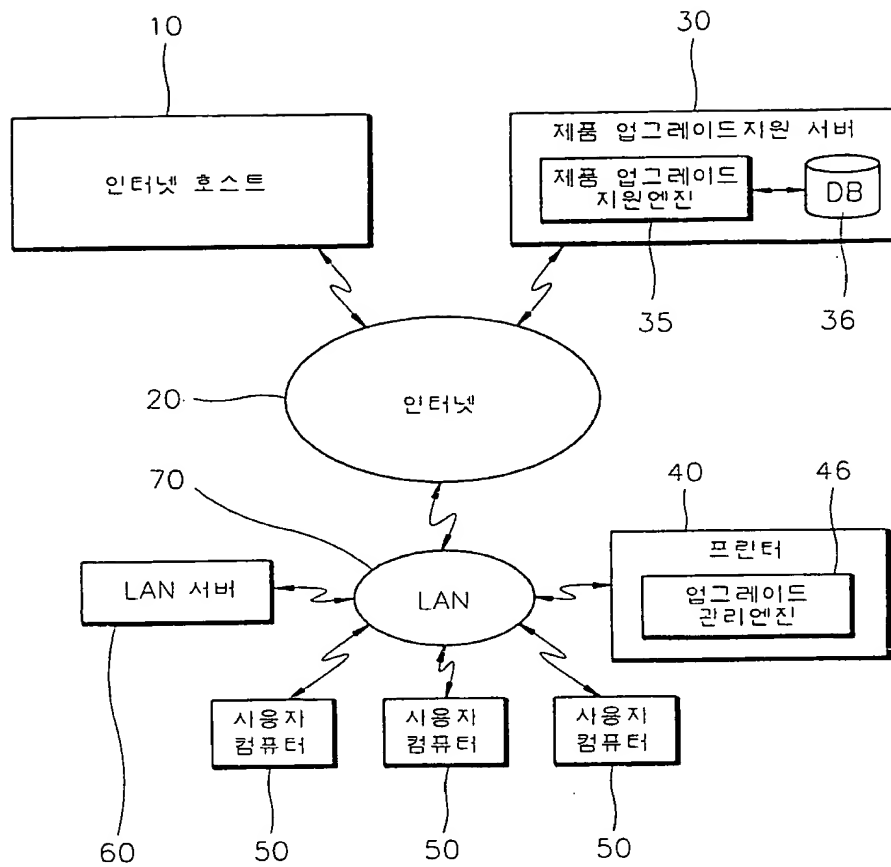 10
30
인터넷 호스트
제품 업그레이드지원 서버
제품 업그레이드
지원엔진
DB
35
36
20
인터넷
70
40
46
LAN 서버
LAN
프린터
업그레이드
관리엔진
사용자
컴퓨터
사용자
컴퓨터
사용자
컴퓨터
60
50
50
50